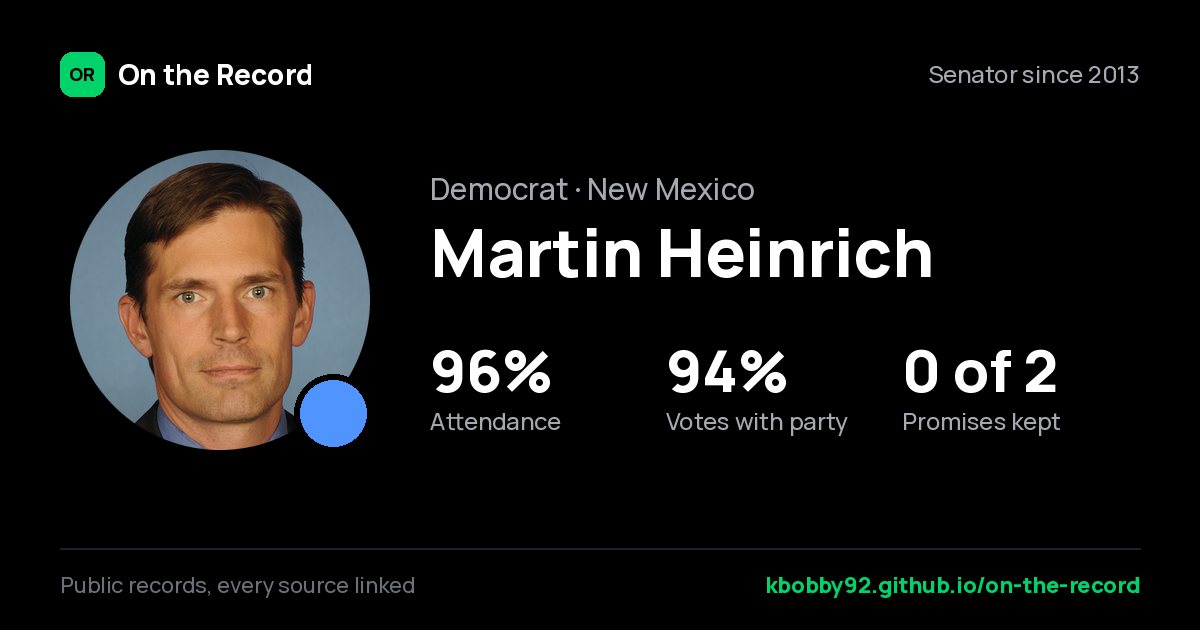 OR On the Record
Senator since 2013
Democrat · New Mexico
Martin Heinrich
96% 94% 0 of 2
Attendance Votes with party Promises kept
Public records, every source linked
kbobby92.github.io/on-the-record